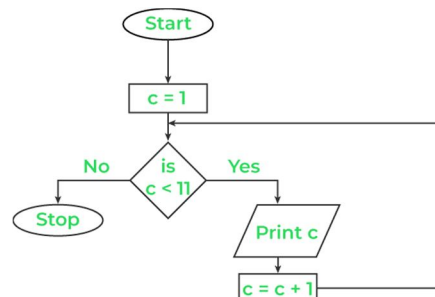 Start
c = 1
is
c < 11
No
Yes
Stop
Print c
c = c + 1